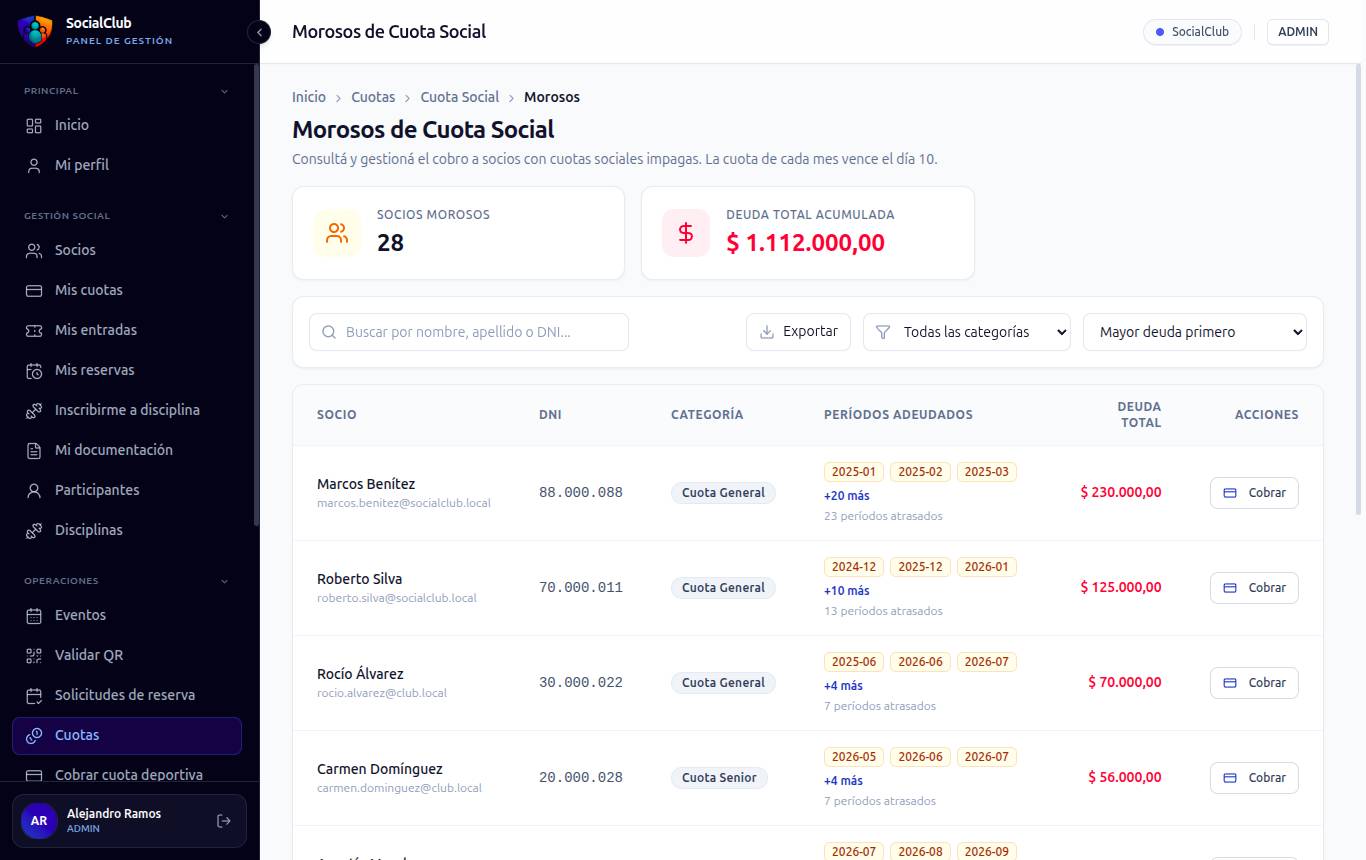 SocialClub
PANEL DE GESTIÓN
PRINCIPAL
Inicio
Mi perfil
GESTIÓN SOCIAL
Socios
Mis cuotas
Mis entradas
Mis reservas
Inscribirme a disciplina
Mi documentación
Participantes
Disciplinas
OPERACIONES
Eventos
Validar QR
Solicitudes de reserva
Cuotas
Cobrar cuota deportiva
AR
Alejandro Ramos
ADMIN
Morosos de Cuota Social
SocialClub
ADMIN
Inicio › Cuotas › Cuota Social › Morosos
Morosos de Cuota Social
Consultá y gestioná el cobro a socios con cuotas sociales impagas. La cuota de cada mes vence el día 10.
SOCIOS MOROSOS
28
DEUDA TOTAL ACUMULADA
$ 1.112.000,00
Buscar por nombre, apellido o DNI...
Exportar
Todas las categorías
Mayor deuda primero
SOCIO DNI CATEGORÍA PERÍODOS ADEUDADOS DEUDA TOTAL ACCIONES
Marcos Benítez
marcos.benitez@socialclub.local
88.000.088
Cuota General
2025-01 2025-02 2025-03
+20 más
23 períodos atrasados
$ 230.000,00
Cobrar
Roberto Silva
roberto.silva@socialclub.local
70.000.011
Cuota General
2024-12 2025-12 2026-01
+10 más
13 períodos atrasados
$ 125.000,00
Cobrar
Rocío Álvarez
rocio.alvarez@club.local
30.000.022
Cuota General
2025-06 2026-06 2026-07
+4 más
7 períodos atrasados
$ 70.000,00
Cobrar
Carmen Domínguez
carmen.dominguez@club.local
20.000.028
Cuota Senior
2026-05 2026-06 2026-07
+4 más
7 períodos atrasados
$ 56.000,00
Cobrar
2026-07 2026-08 2026-09